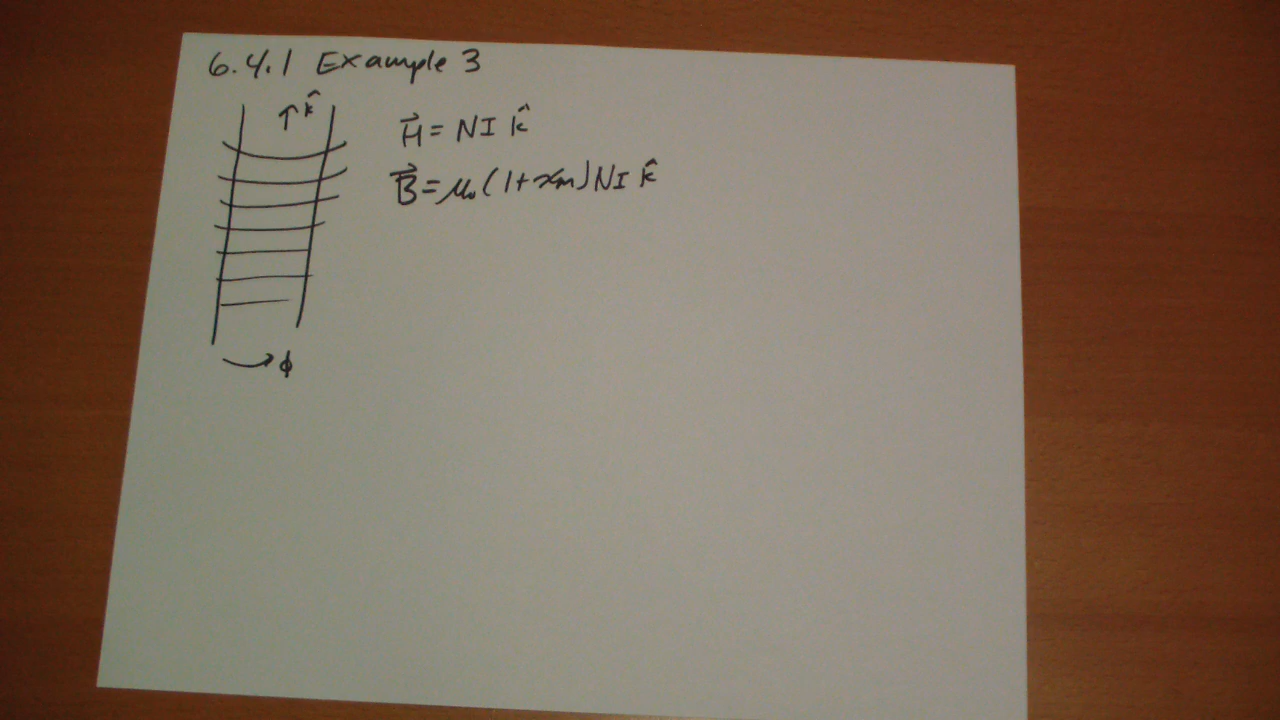 6.4.1 Example 3
↑ k̂
H⃗ = NI k̂
B⃗ = μ₀(1+χₘ)NI k̂
→ ϕ